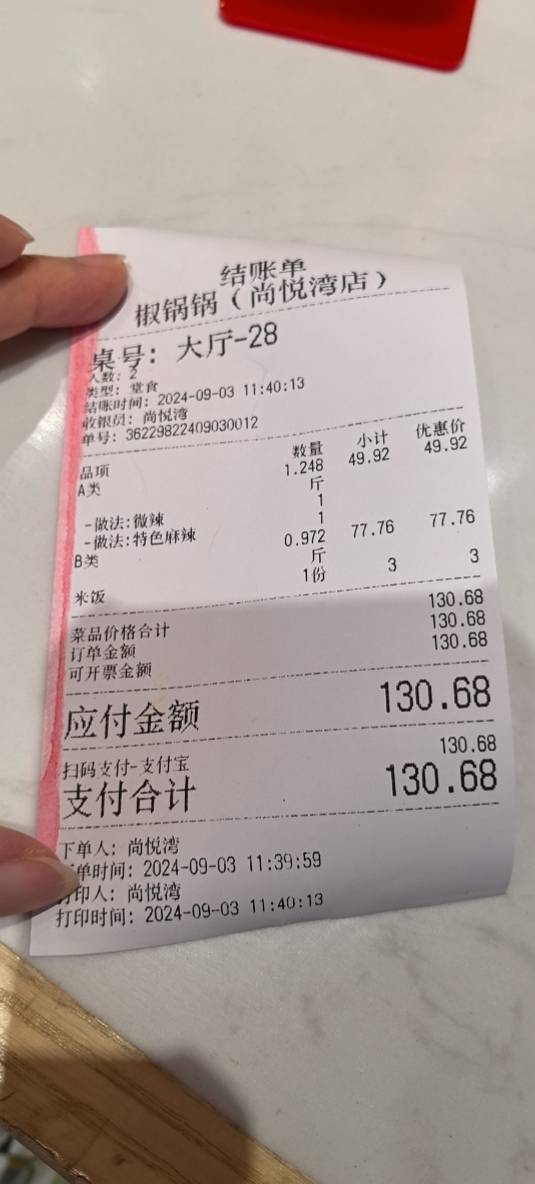 结账单
椒锅锅（尚悦湾店）
桌号: 大厅-28
人数: 2
类型: 堂食
结账时间: 2024-09-03 11:40:13
收银员: 尚悦湾
单号: 36229822409030012
品项 数量 小计 优惠价
A类 1.248 49.92 49.92
斤
-做法:微辣 1
-做法:特色麻辣 1
B类 0.972 77.76 77.76
斤
米饭 1份 3 3
菜品价格合计 130.68
订单金额 130.68
可开票金额 130.68
应付金额 130.68
扫码支付-支付宝 130.68
支付合计 130.68
下单人: 尚悦湾
单时间: 2024-09-03 11:39:59
印人: 尚悦湾
打印时间: 2024-09-03 11:40:13